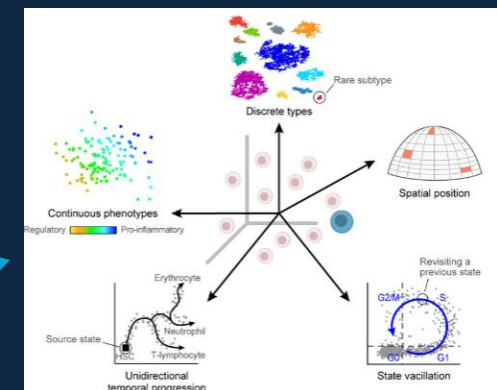 Rare subtype
Discrete types
Continuous phenotypes
Regulatory
Pro-inflammatory
Spatial position
Erythrocyte
Neutrophil
T-lymphocyte
Source state
HSC
Unidirectional
temporal progression
Revisiting a
previous state
G2/M
S
G0
G1
State vacillation